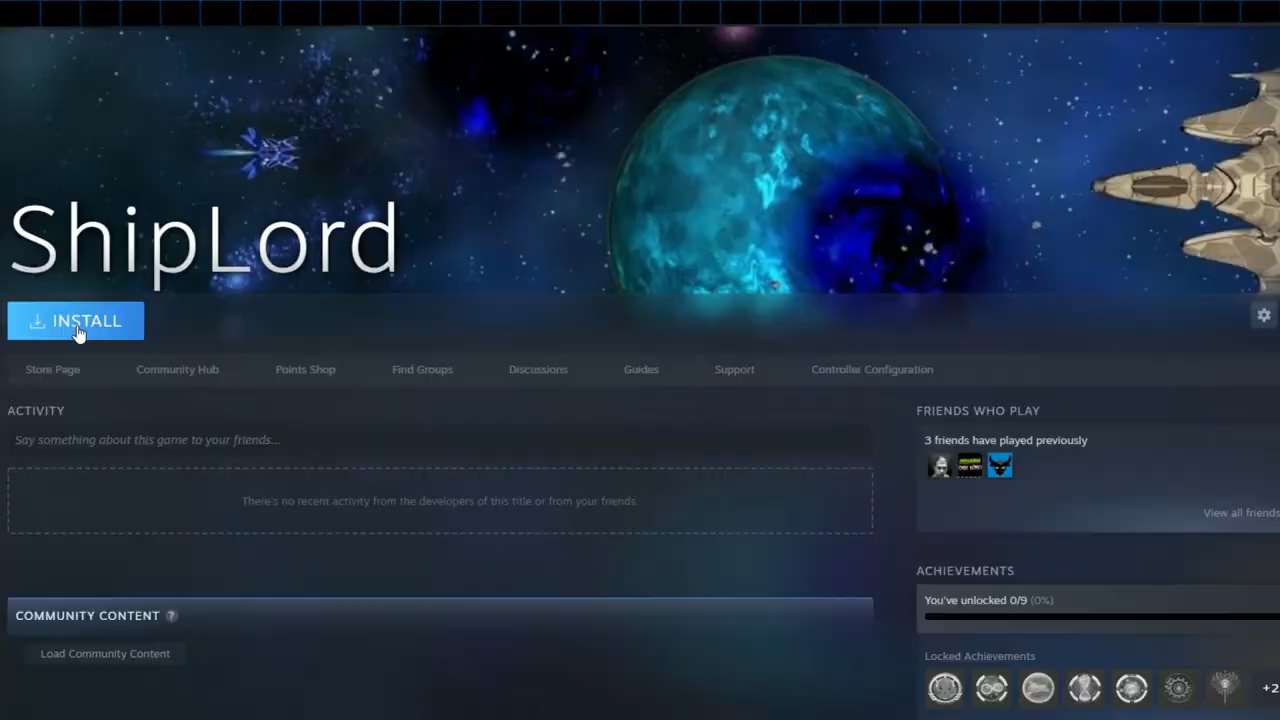 ShipLord
INSTALL
Store Page Community Hub Points Shop Find Groups Discussions Guides Support Controller Configuration
ACTIVITY
Say something about this game to your friends...
There's no recent activity from the developers of this title or from your friends.
COMMUNITY CONTENT ?
Load Community Content
FRIENDS WHO PLAY
3 friends have played previously
View all friends
ACHIEVEMENTS
You've unlocked 0/9 (0%)
Locked Achievements
+2